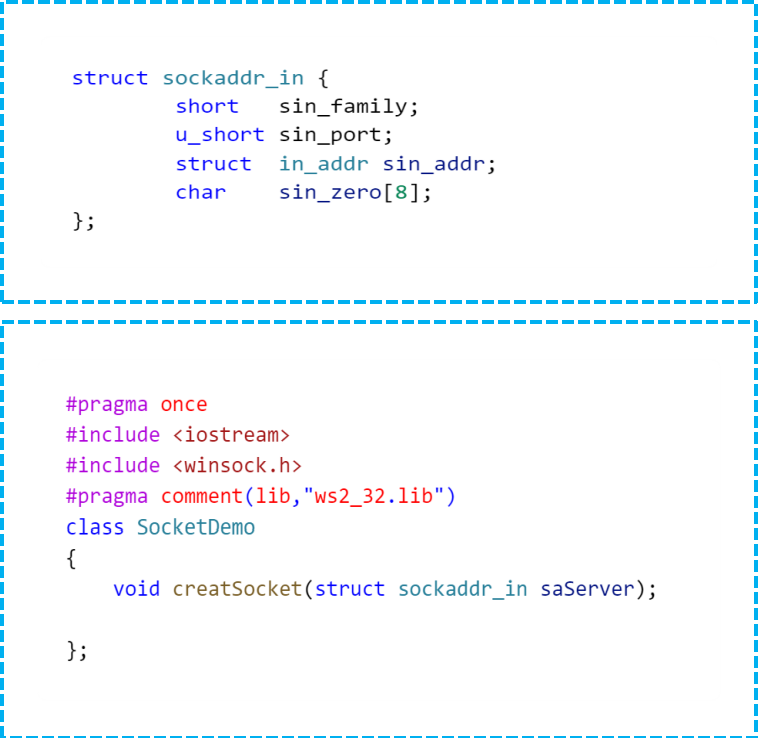 struct sockaddr_in {
        short   sin_family;
        u_short sin_port;
        struct  in_addr sin_addr;
        char    sin_zero[8];
};
#pragma once
#include <iostream>
#include <winsock.h>
#pragma comment(lib,"ws2_32.lib")
class SocketDemo
{
    void creatSocket(struct sockaddr_in saServer);
};